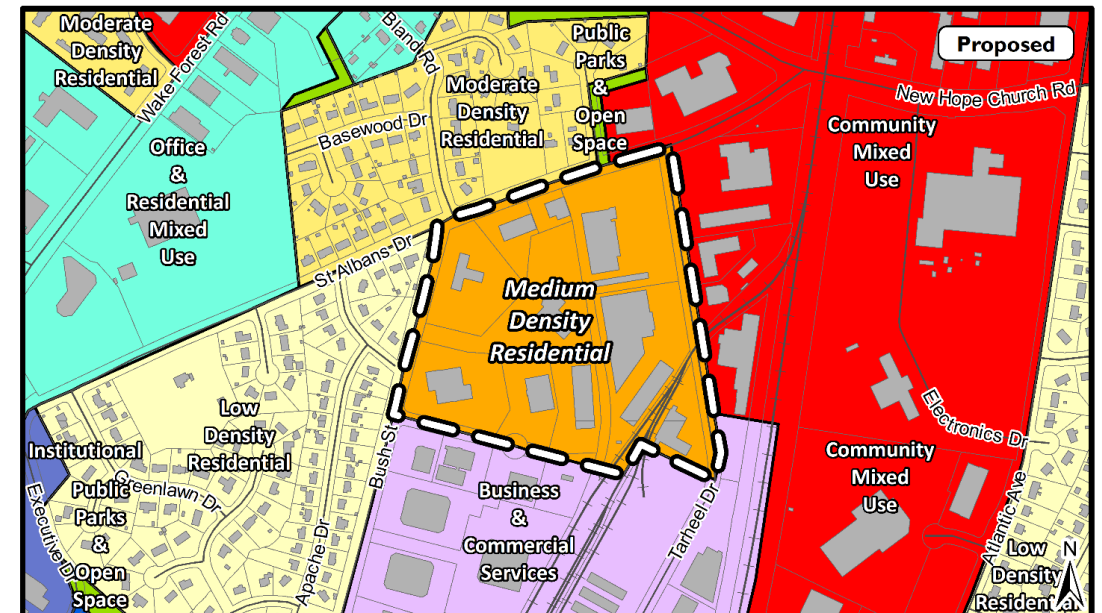 Moderate
Density
Residential
Wake Forest Rd
Bland Rd
Public
Parks
&
Open
Space
Proposed
Moderate
Density
Residential
Basewood Dr
New Hope Church Rd
Community
Mixed
Use
Office
&
Residential
Mixed
Use
St Albans Dr
Medium
Density
Residential
Low
Density
Residential
Bush St
Electronics Dr
Institutional
Public
Parks
&
Open
Space
Greenlawn Dr
Executive Dr
Apache Dr
Business
&
Commercial
Services
Tarheel Dr
Community
Mixed
Use
Atlantic Ave
Low
Density
Residential
N